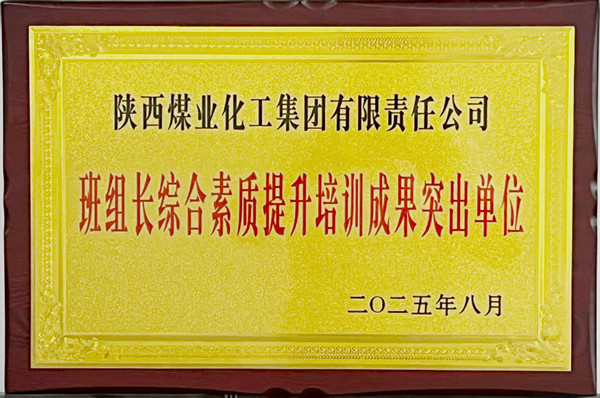 陕西煤业化工集团有限责任公司
班组长综合素质提升培训成果突出单位
二〇二五年八月